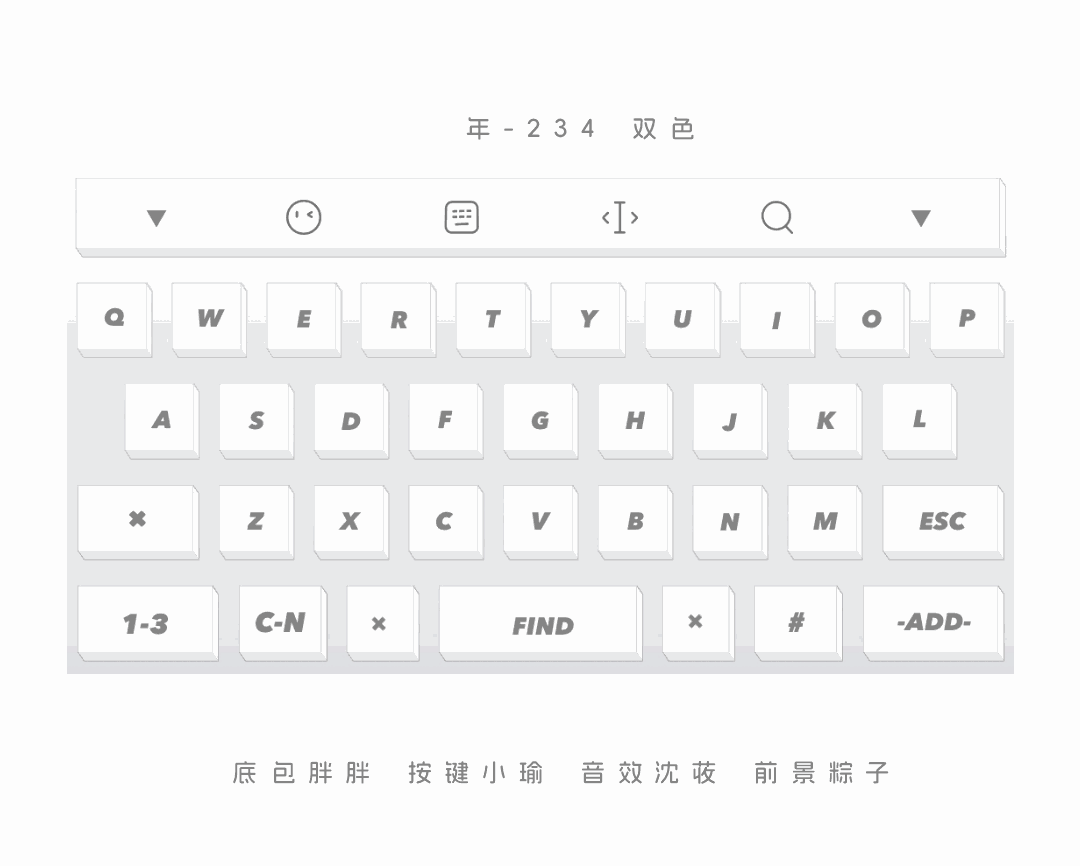 年-234 双色
Q W E R T Y U I O P
A S D F G H J K L
Z X C V B N M ESC
1-3 C-N FIND # -ADD-
底包胖胖 按键小瑜 音效沈莜 前景粽子